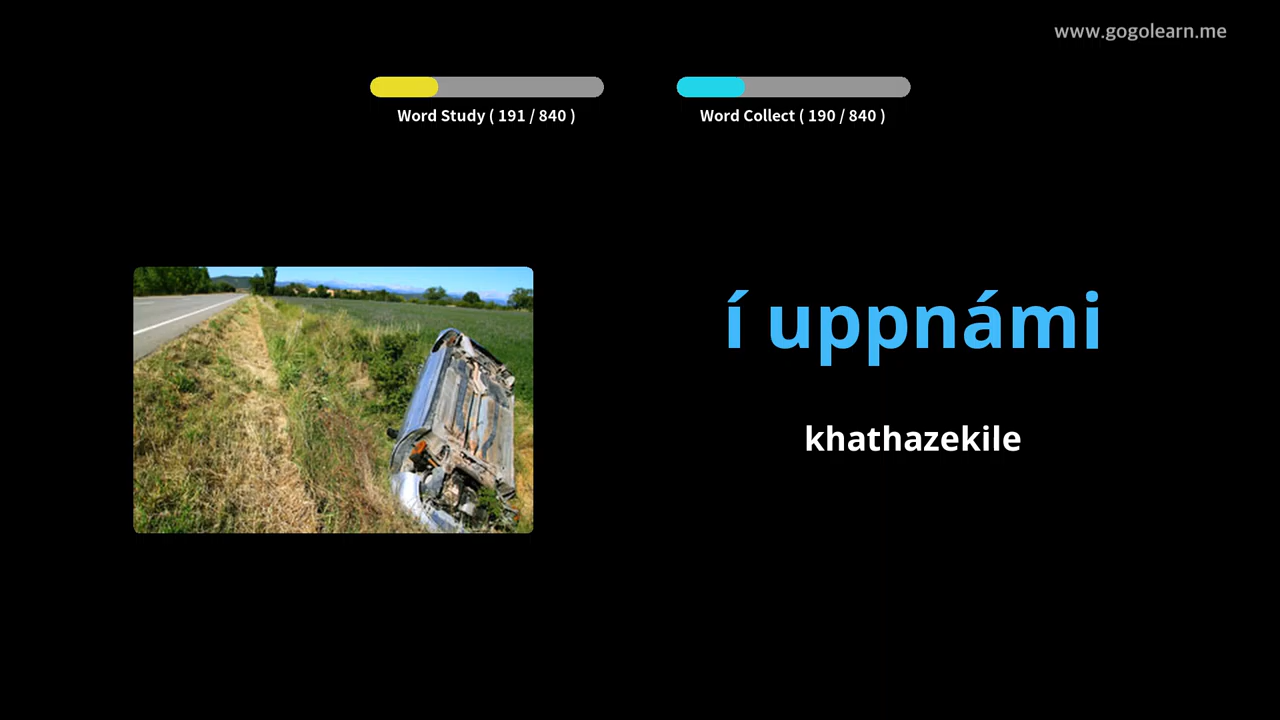 www.gogolearn.me
Word Study ( 191 / 840 )
Word Collect ( 190 / 840 )
í uppnámi
khathazekile